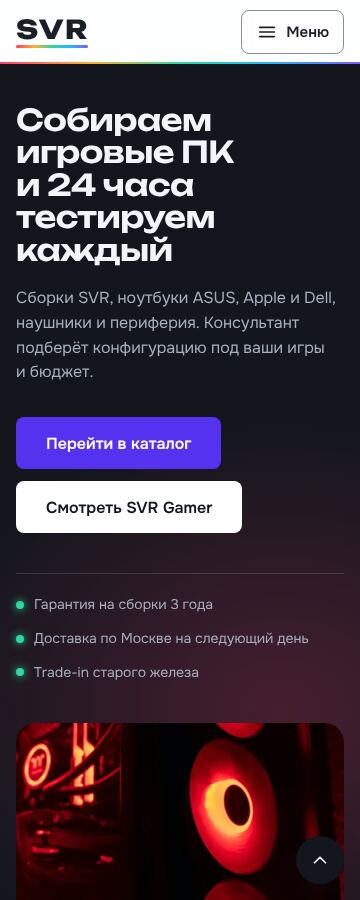 SVR
Меню
Собираем
игровые ПК
и 24 часа
тестируем
каждый
Сборки SVR, ноутбуки ASUS, Apple и Dell,
наушники и периферия. Консультант
подберёт конфигурацию под ваши игры
и бюджет.
Перейти в каталог
Смотреть SVR Gamer
Гарантия на сборки 3 года
Доставка по Москве на следующий день
Trade-in старого железа